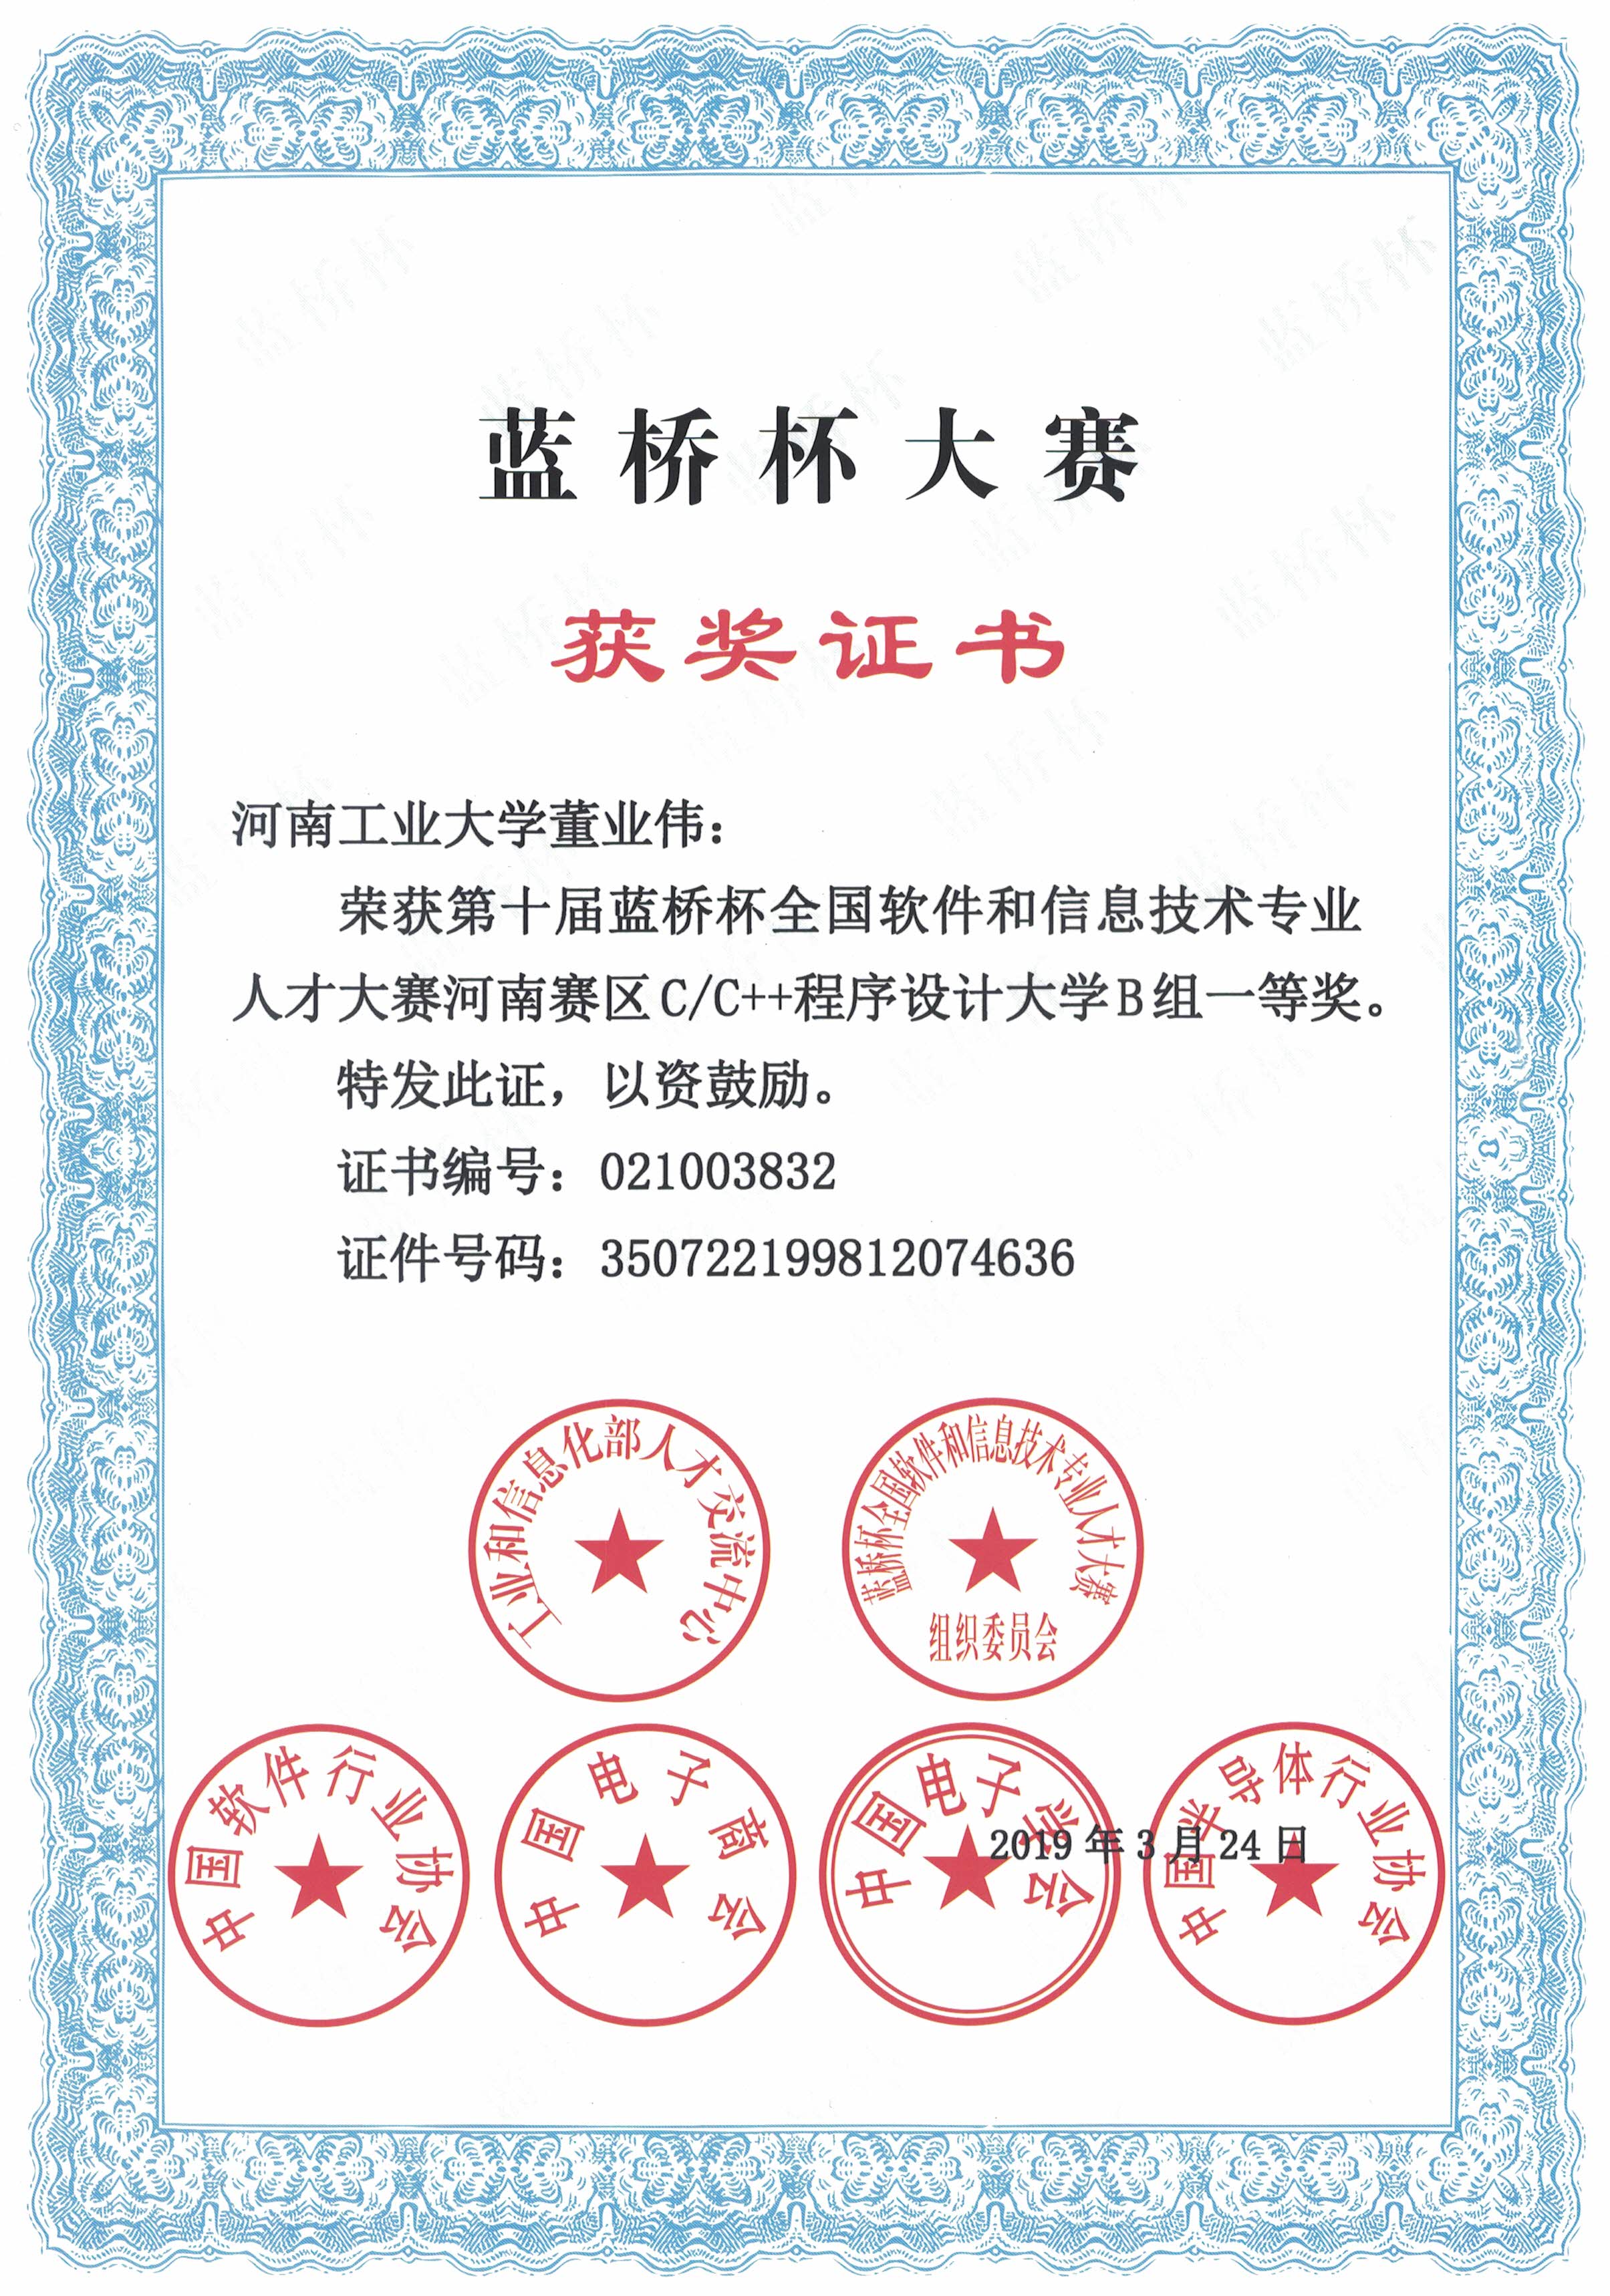 蓝桥杯大赛
获奖证书
河南工业大学董业伟：
荣获第十届蓝桥杯全国软件和信息技术专业
人才大赛河南赛区C/C++程序设计大学B组一等奖。
特发此证，以资鼓励。
证书编号：021003832
证件号码：350722199812074636
工业和信息化部人才交流中心
蓝桥杯全国软件和信息技术专业人才大赛
组织委员会
中国软件行业协会
中国电子商会
中国电子学会
中国半导体行业协会
2019年3月24日